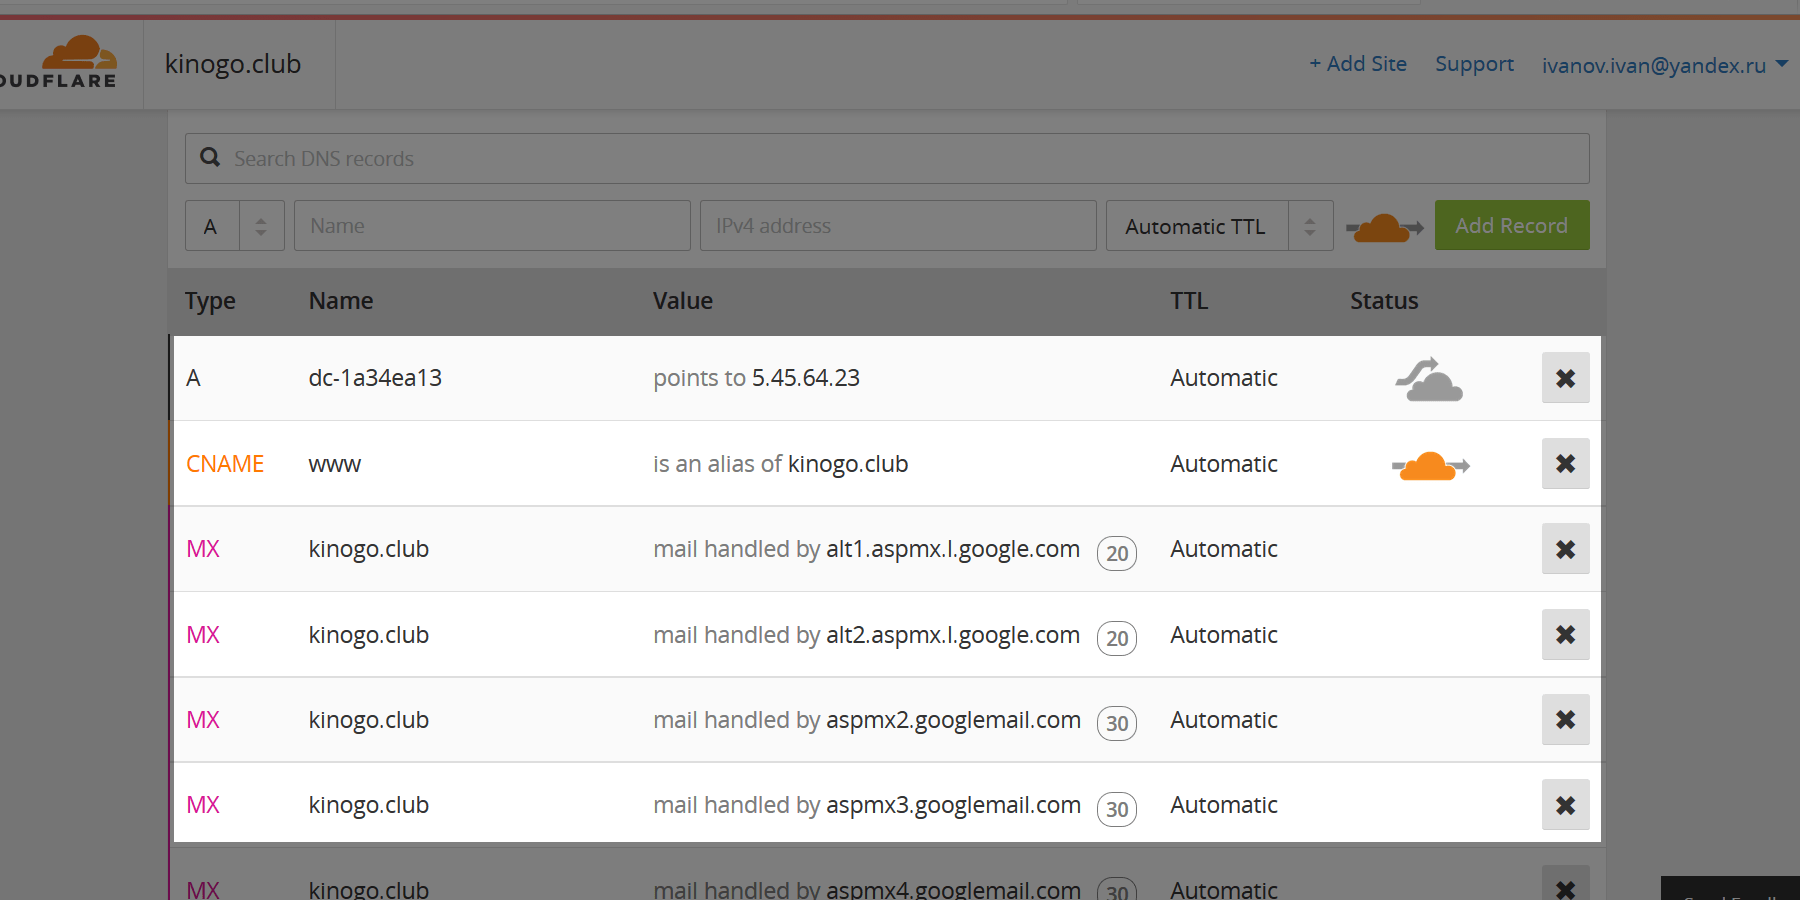 OUDFLARE
kinogo.club
+ Add Site Support ivanov.ivan@yandex.ru
Search DNS records
A Name IPv4 address Automatic TTL Add Record
Type Name Value TTL Status
A dc-1a34ea13 points to 5.45.64.23 Automatic
CNAME www is an alias of kinogo.club Automatic
MX kinogo.club mail handled by alt1.aspmx.l.google.com 20 Automatic
MX kinogo.club mail handled by alt2.aspmx.l.google.com 20 Automatic
MX kinogo.club mail handled by aspmx2.googlemail.com 30 Automatic
MX kinogo.club mail handled by aspmx3.googlemail.com 30 Automatic
MX kinogo.club mail handled by aspmx4.googlemail.com 30 Automatic